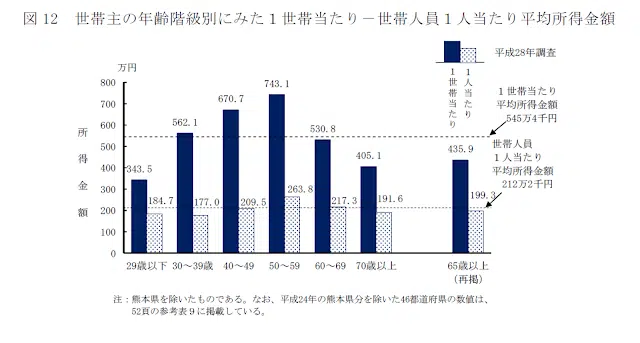 図12 世帯主の年齢階級別にみた1世帯当たり－世帯人員1人当たり平均所得金額
平成28年調査
1世帯当たり
1人当たり
万円
800
700
600
500
400
300
200
100
0
所得金額
343.5
184.7
562.1
177.0
670.7
209.5
743.1
263.8
530.8
217.3
405.1
191.6
435.9
199.3
1世帯当たり
平均所得金額
545万4千円
世帯人員
1人当たり
平均所得金額
212万2千円
29歳以下 30～39歳 40～49 50～59 60～69 70歳以上 65歳以上
(再掲)
注：熊本県を除いたものである。なお、平成24年の熊本県分を除いた46都道府県の数値は、
52頁の参考表9に掲載している。